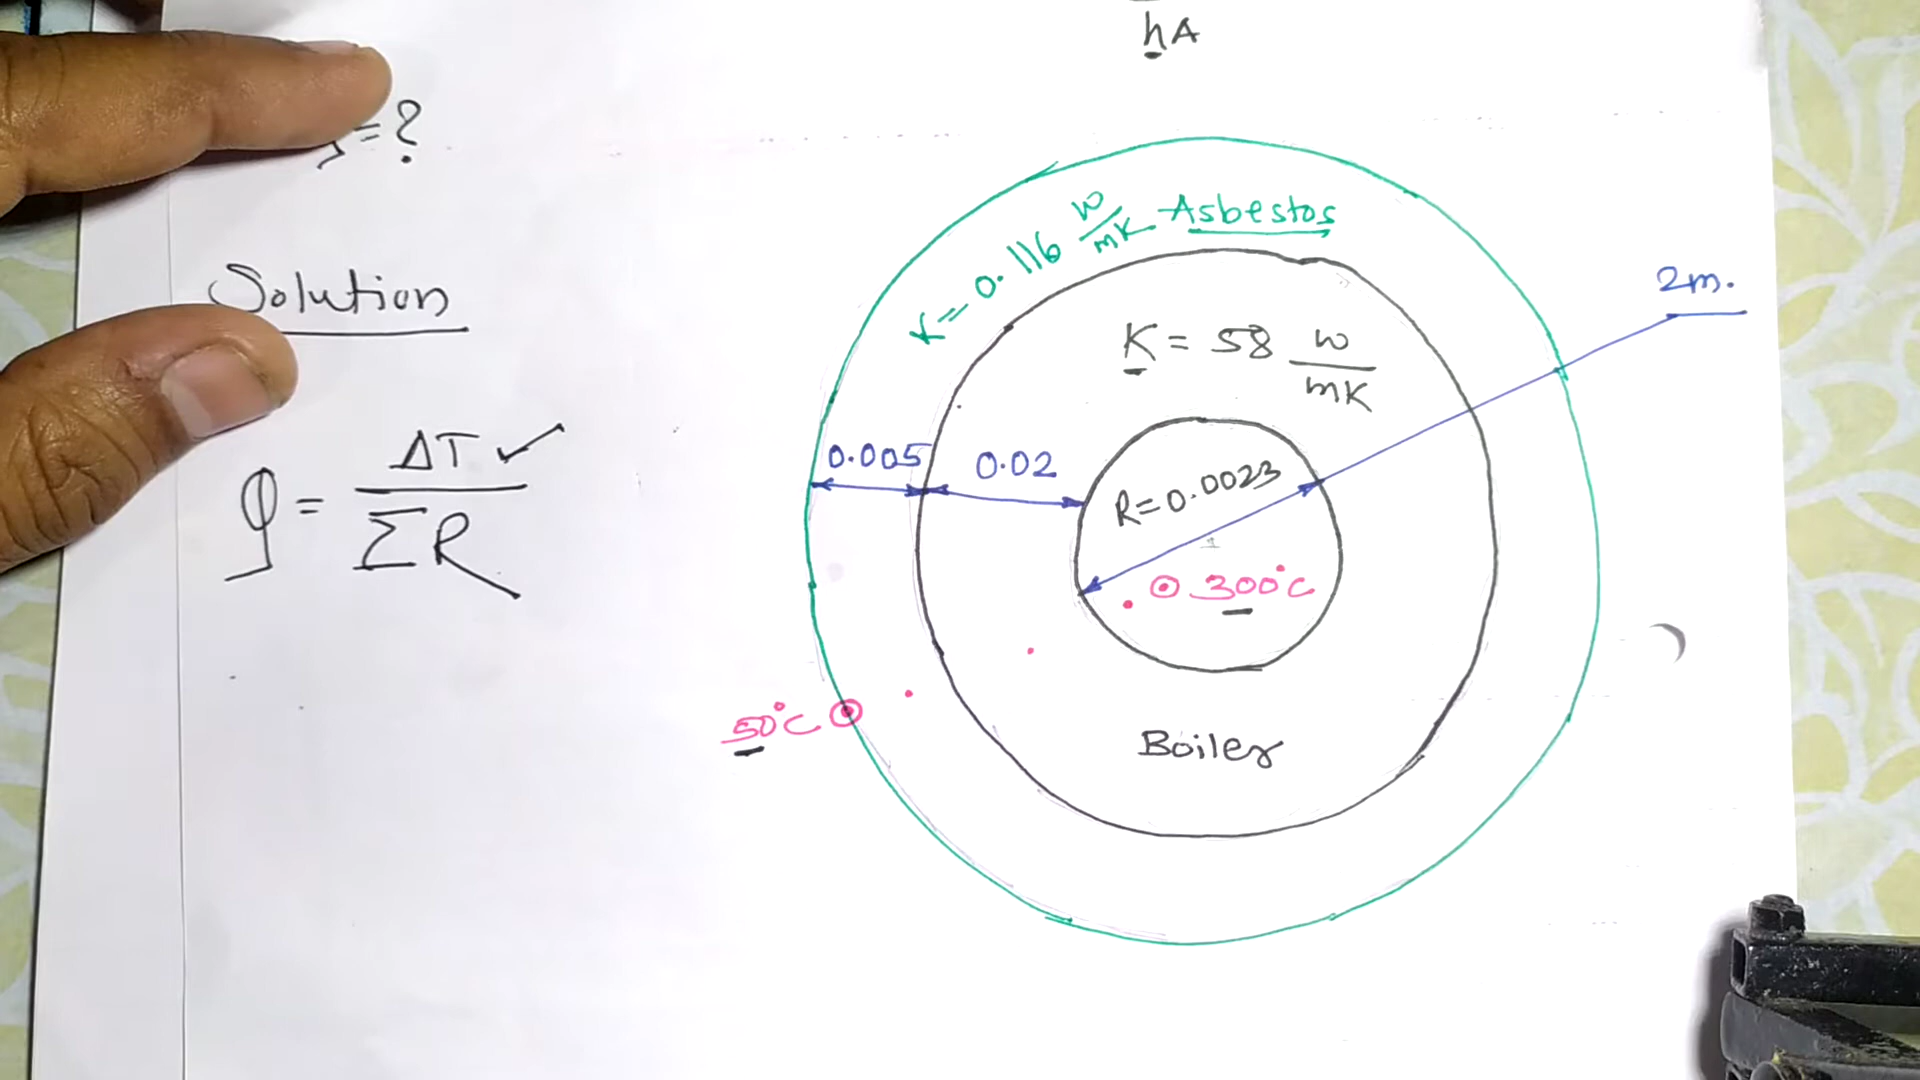 hA
= ?
Solution
ΔT ✓
φ = ———
ΣR
K = 0.116 w/mK Asbestos
2m.
K = 58 w/mK
0.005
0.02
R = 0.0023
300°C
50°C
Boiler